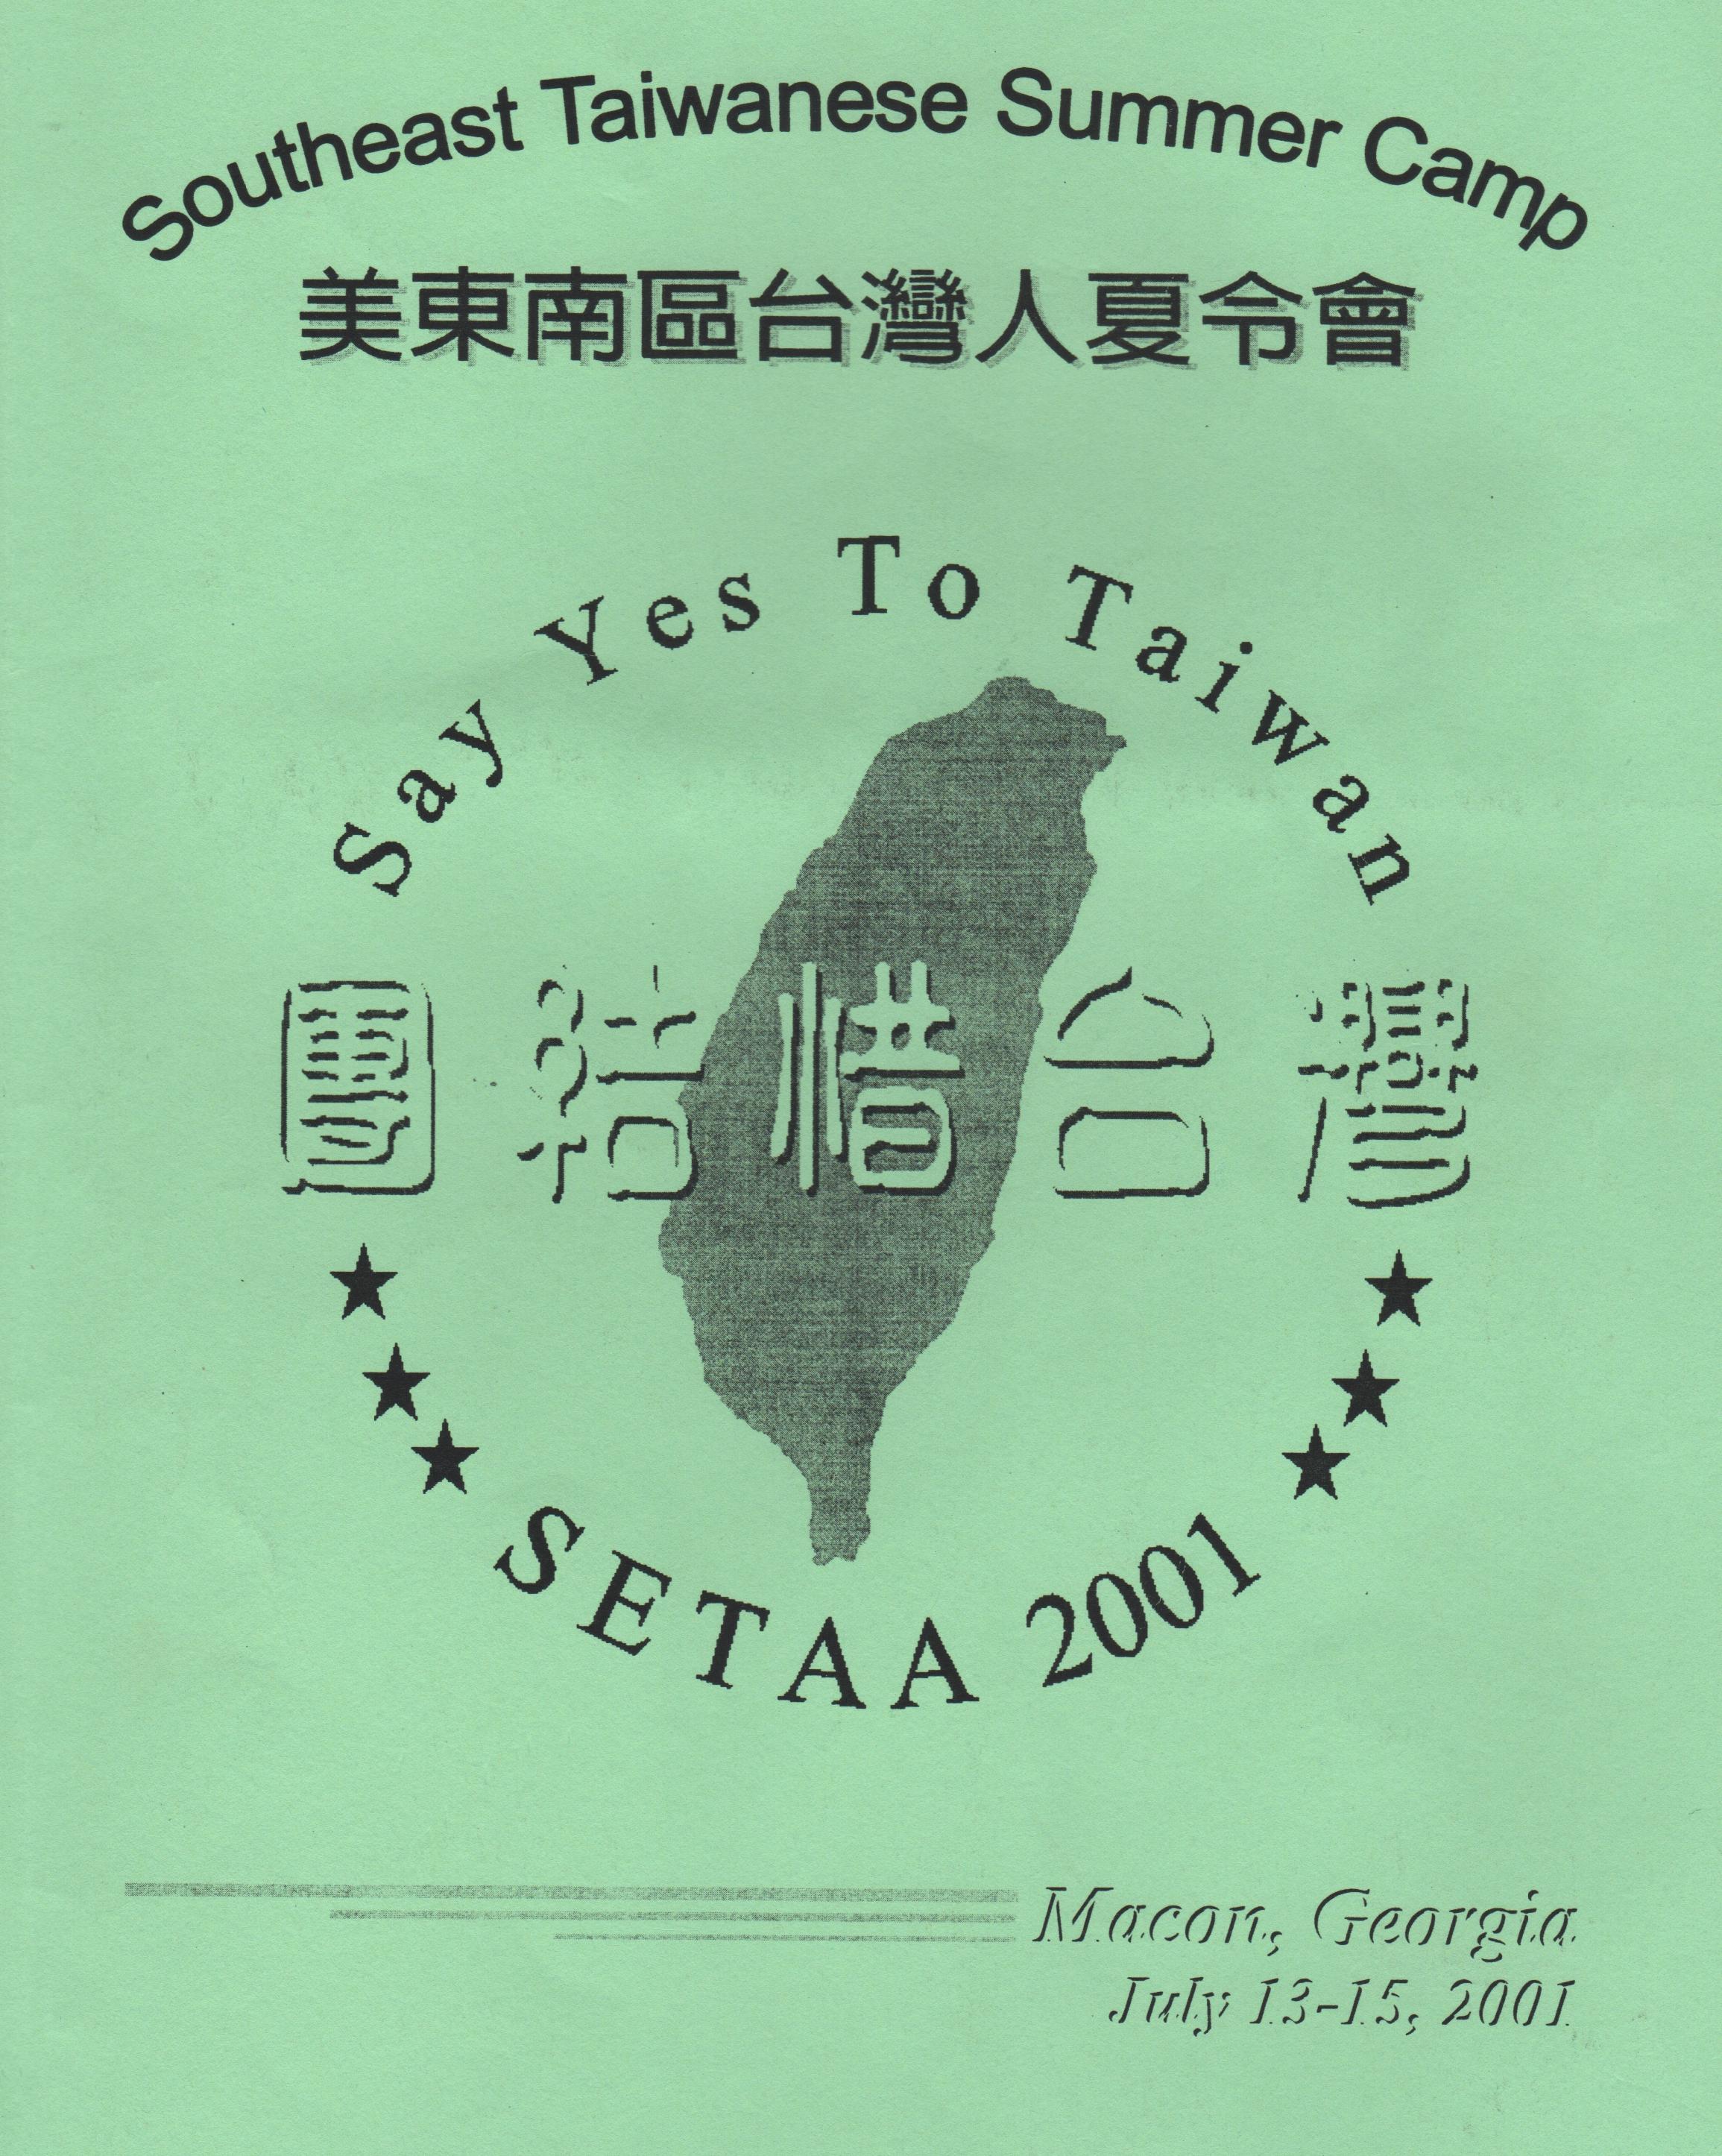 Southeast Taiwanese Summer Camp
美東南區台灣人夏令會
Say Yes To Taiwan
團結惜台灣
SETAA 2001
Macon, Georgia
July 13-15, 2001